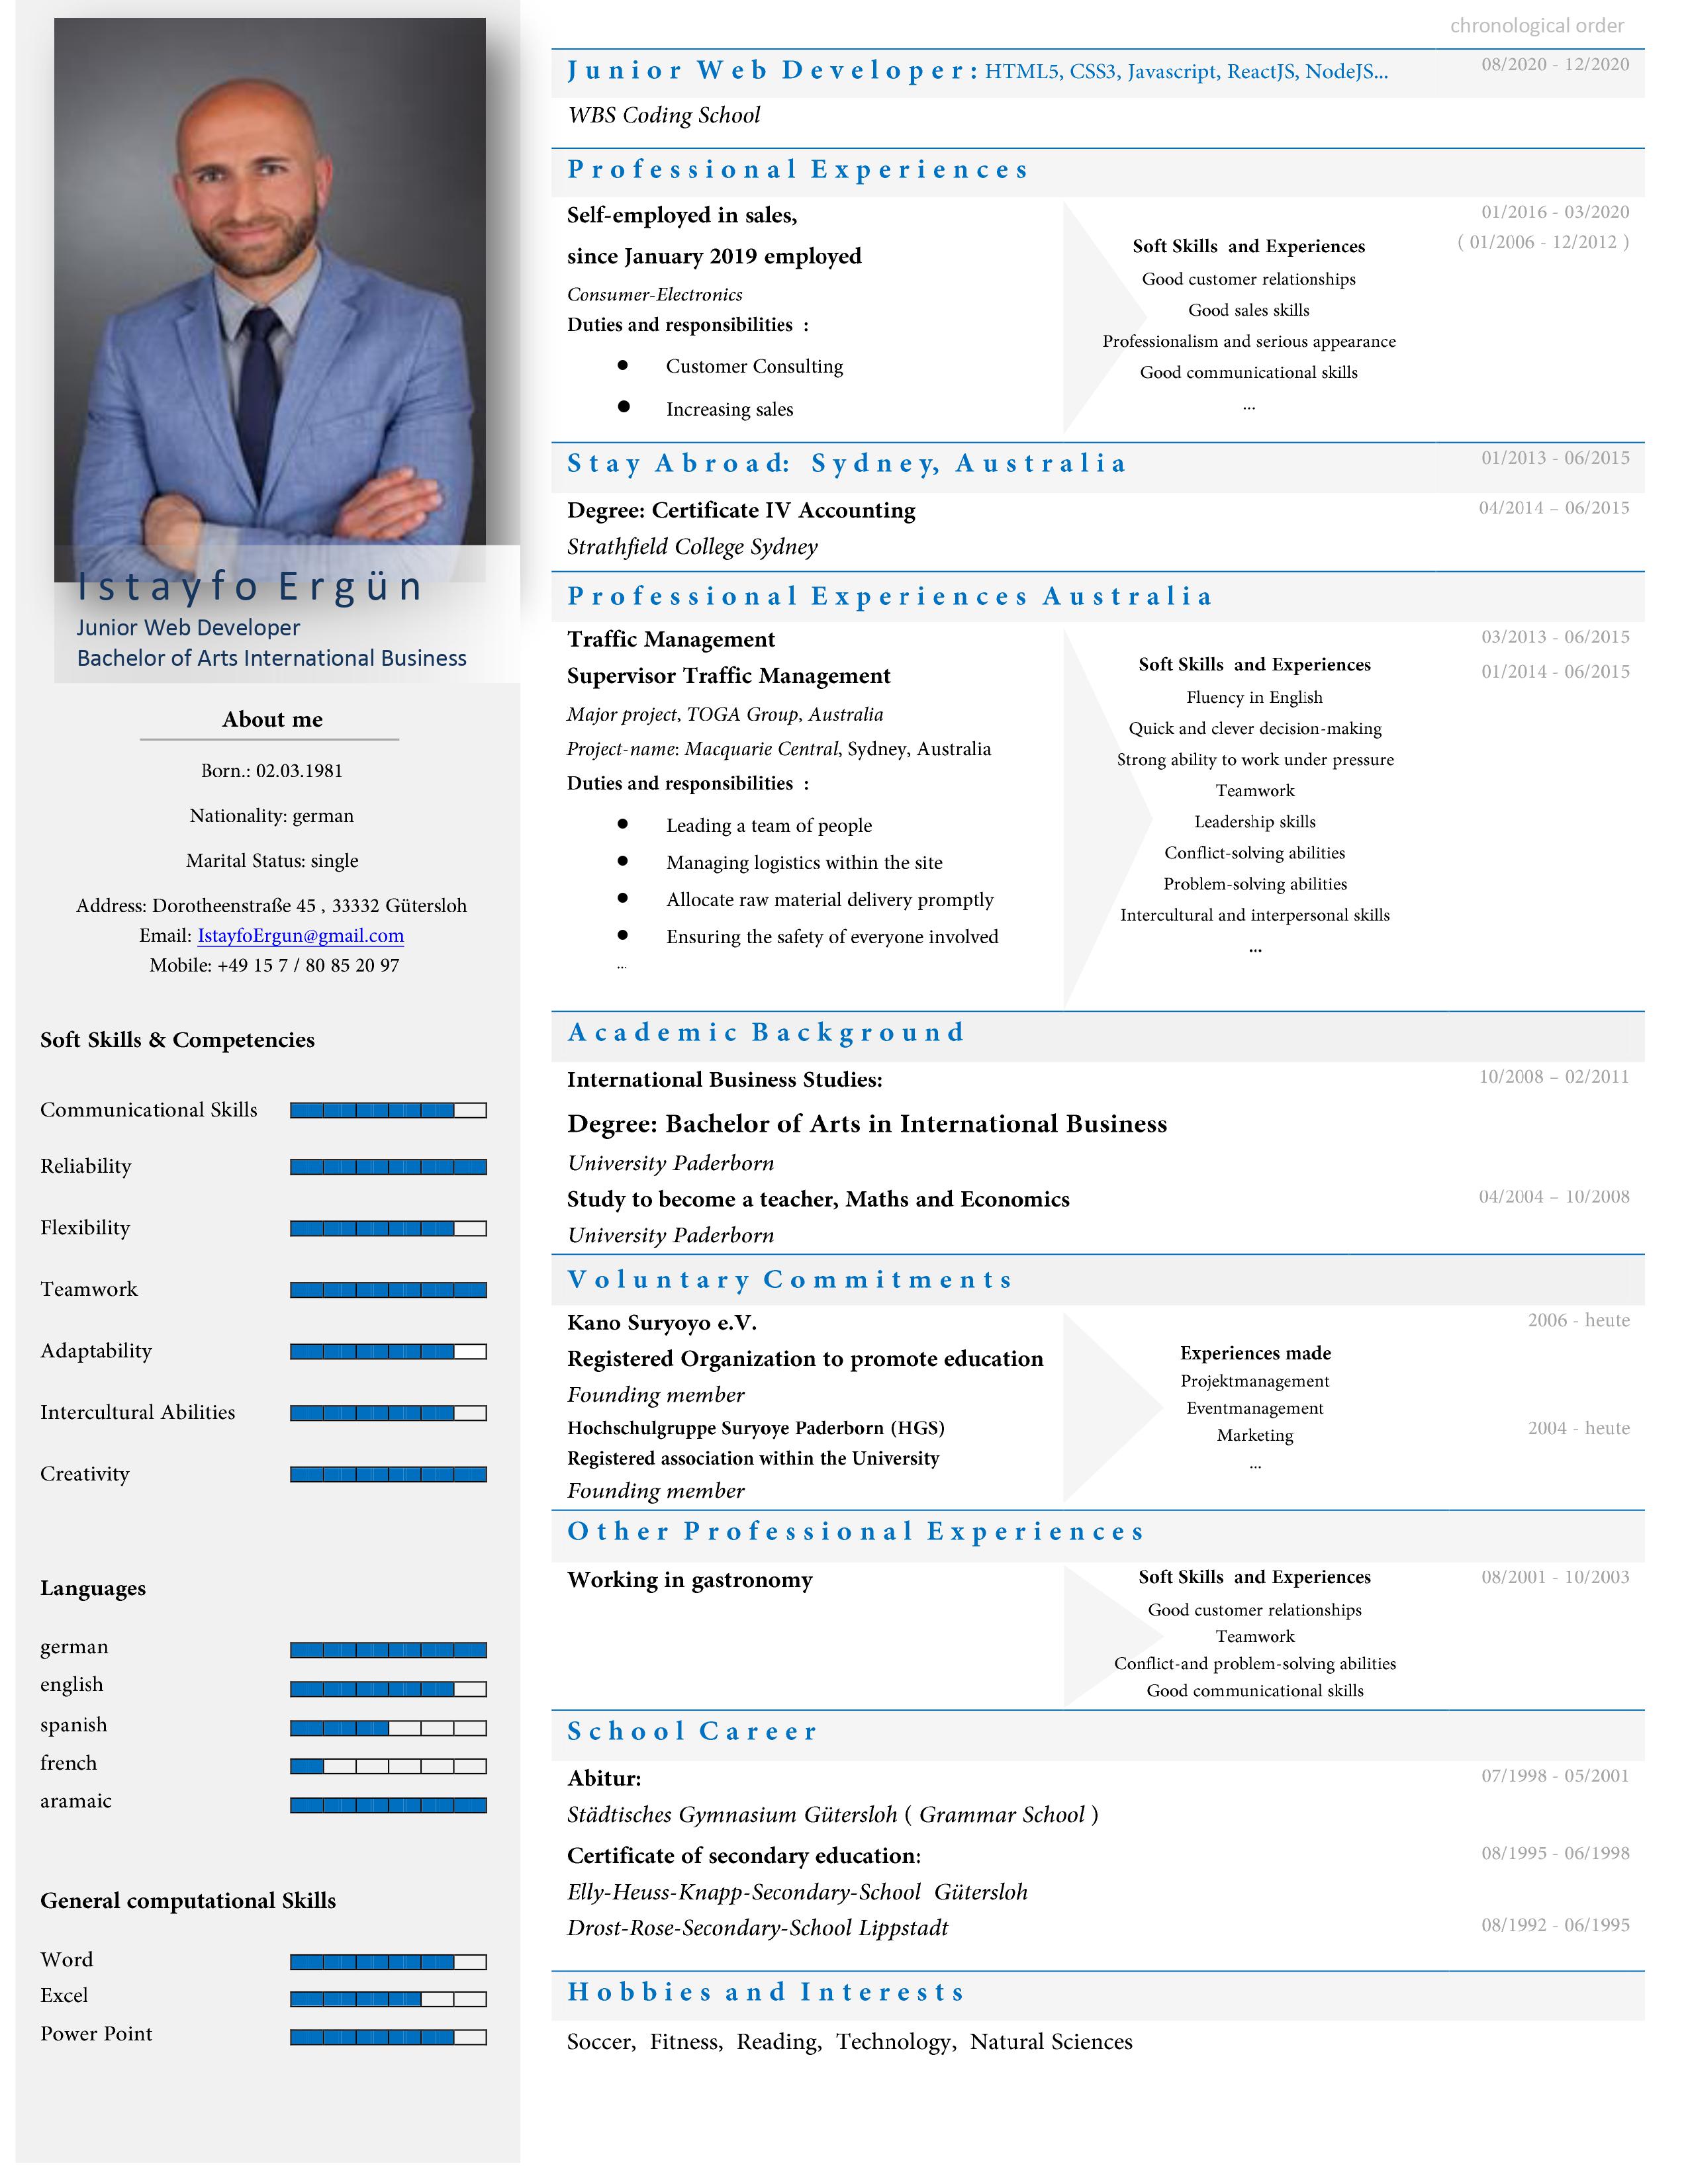 Istayfo Ergün
Junior Web Developer
Bachelor of Arts International Business
About me
Born.: 02.03.1981
Nationality: german
Marital Status: single
Address: Dorotheenstraße 45 , 33332 Gütersloh
Email: IstayfoErgun@gmail.com
Mobile: +49 15 7 / 80 85 20 97
Soft Skills & Competencies
Communicational Skills
Reliability
Flexibility
Teamwork
Adaptability
Intercultural Abilities
Creativity
Languages
german
english
spanish
french
aramaic
General computational Skills
Word
Excel
Power Point
chronological order
Junior Web Developer: HTML5, CSS3, Javascript, ReactJS, NodeJS... 08/2020 - 12/2020
WBS Coding School
Professional Experiences
Self-employed in sales, 01/2016 - 03/2020
( 01/2006 - 12/2012 )
since January 2019 employed
Consumer-Electronics
Duties and responsibilities :
● Customer Consulting
● Increasing sales
Soft Skills and Experiences
Good customer relationships
Good sales skills
Professionalism and serious appearance
Good communicational skills
...
Stay Abroad: Sydney, Australia 01/2013 - 06/2015
Degree: Certificate IV Accounting 04/2014 – 06/2015
Strathfield College Sydney
Professional Experiences Australia
Traffic Management 03/2013 - 06/2015
Supervisor Traffic Management 01/2014 - 06/2015
Major project, TOGA Group, Australia
Project-name: Macquarie Central, Sydney, Australia
Duties and responsibilities :
● Leading a team of people
● Managing logistics within the site
● Allocate raw material delivery promptly
● Ensuring the safety of everyone involved
...
Soft Skills and Experiences
Fluency in English
Quick and clever decision-making
Strong ability to work under pressure
Teamwork
Leadership skills
Conflict-solving abilities
Problem-solving abilities
Intercultural and interpersonal skills
...
Academic Background
International Business Studies: 10/2008 – 02/2011
Degree: Bachelor of Arts in International Business
University Paderborn
Study to become a teacher, Maths and Economics 04/2004 – 10/2008
University Paderborn
Voluntary Commitments
Kano Suryoyo e.V. 2006 - heute
Registered Organization to promote education
Founding member
Hochschulgruppe Suryoye Paderborn (HGS) 2004 - heute
Registered association within the University
Founding member
Experiences made
Projektmanagement
Eventmanagement
Marketing
...
Other Professional Experiences
Working in gastronomy 08/2001 - 10/2003
Soft Skills and Experiences
Good customer relationships
Teamwork
Conflict-and problem-solving abilities
Good communicational skills
School Career
Abitur: 07/1998 - 05/2001
Städtisches Gymnasium Gütersloh ( Grammar School )
Certificate of secondary education: 08/1995 - 06/1998
Elly-Heuss-Knapp-Secondary-School Gütersloh
Drost-Rose-Secondary-School Lippstadt 08/1992 - 06/1995
Hobbies and Interests
Soccer, Fitness, Reading, Technology, Natural Sciences